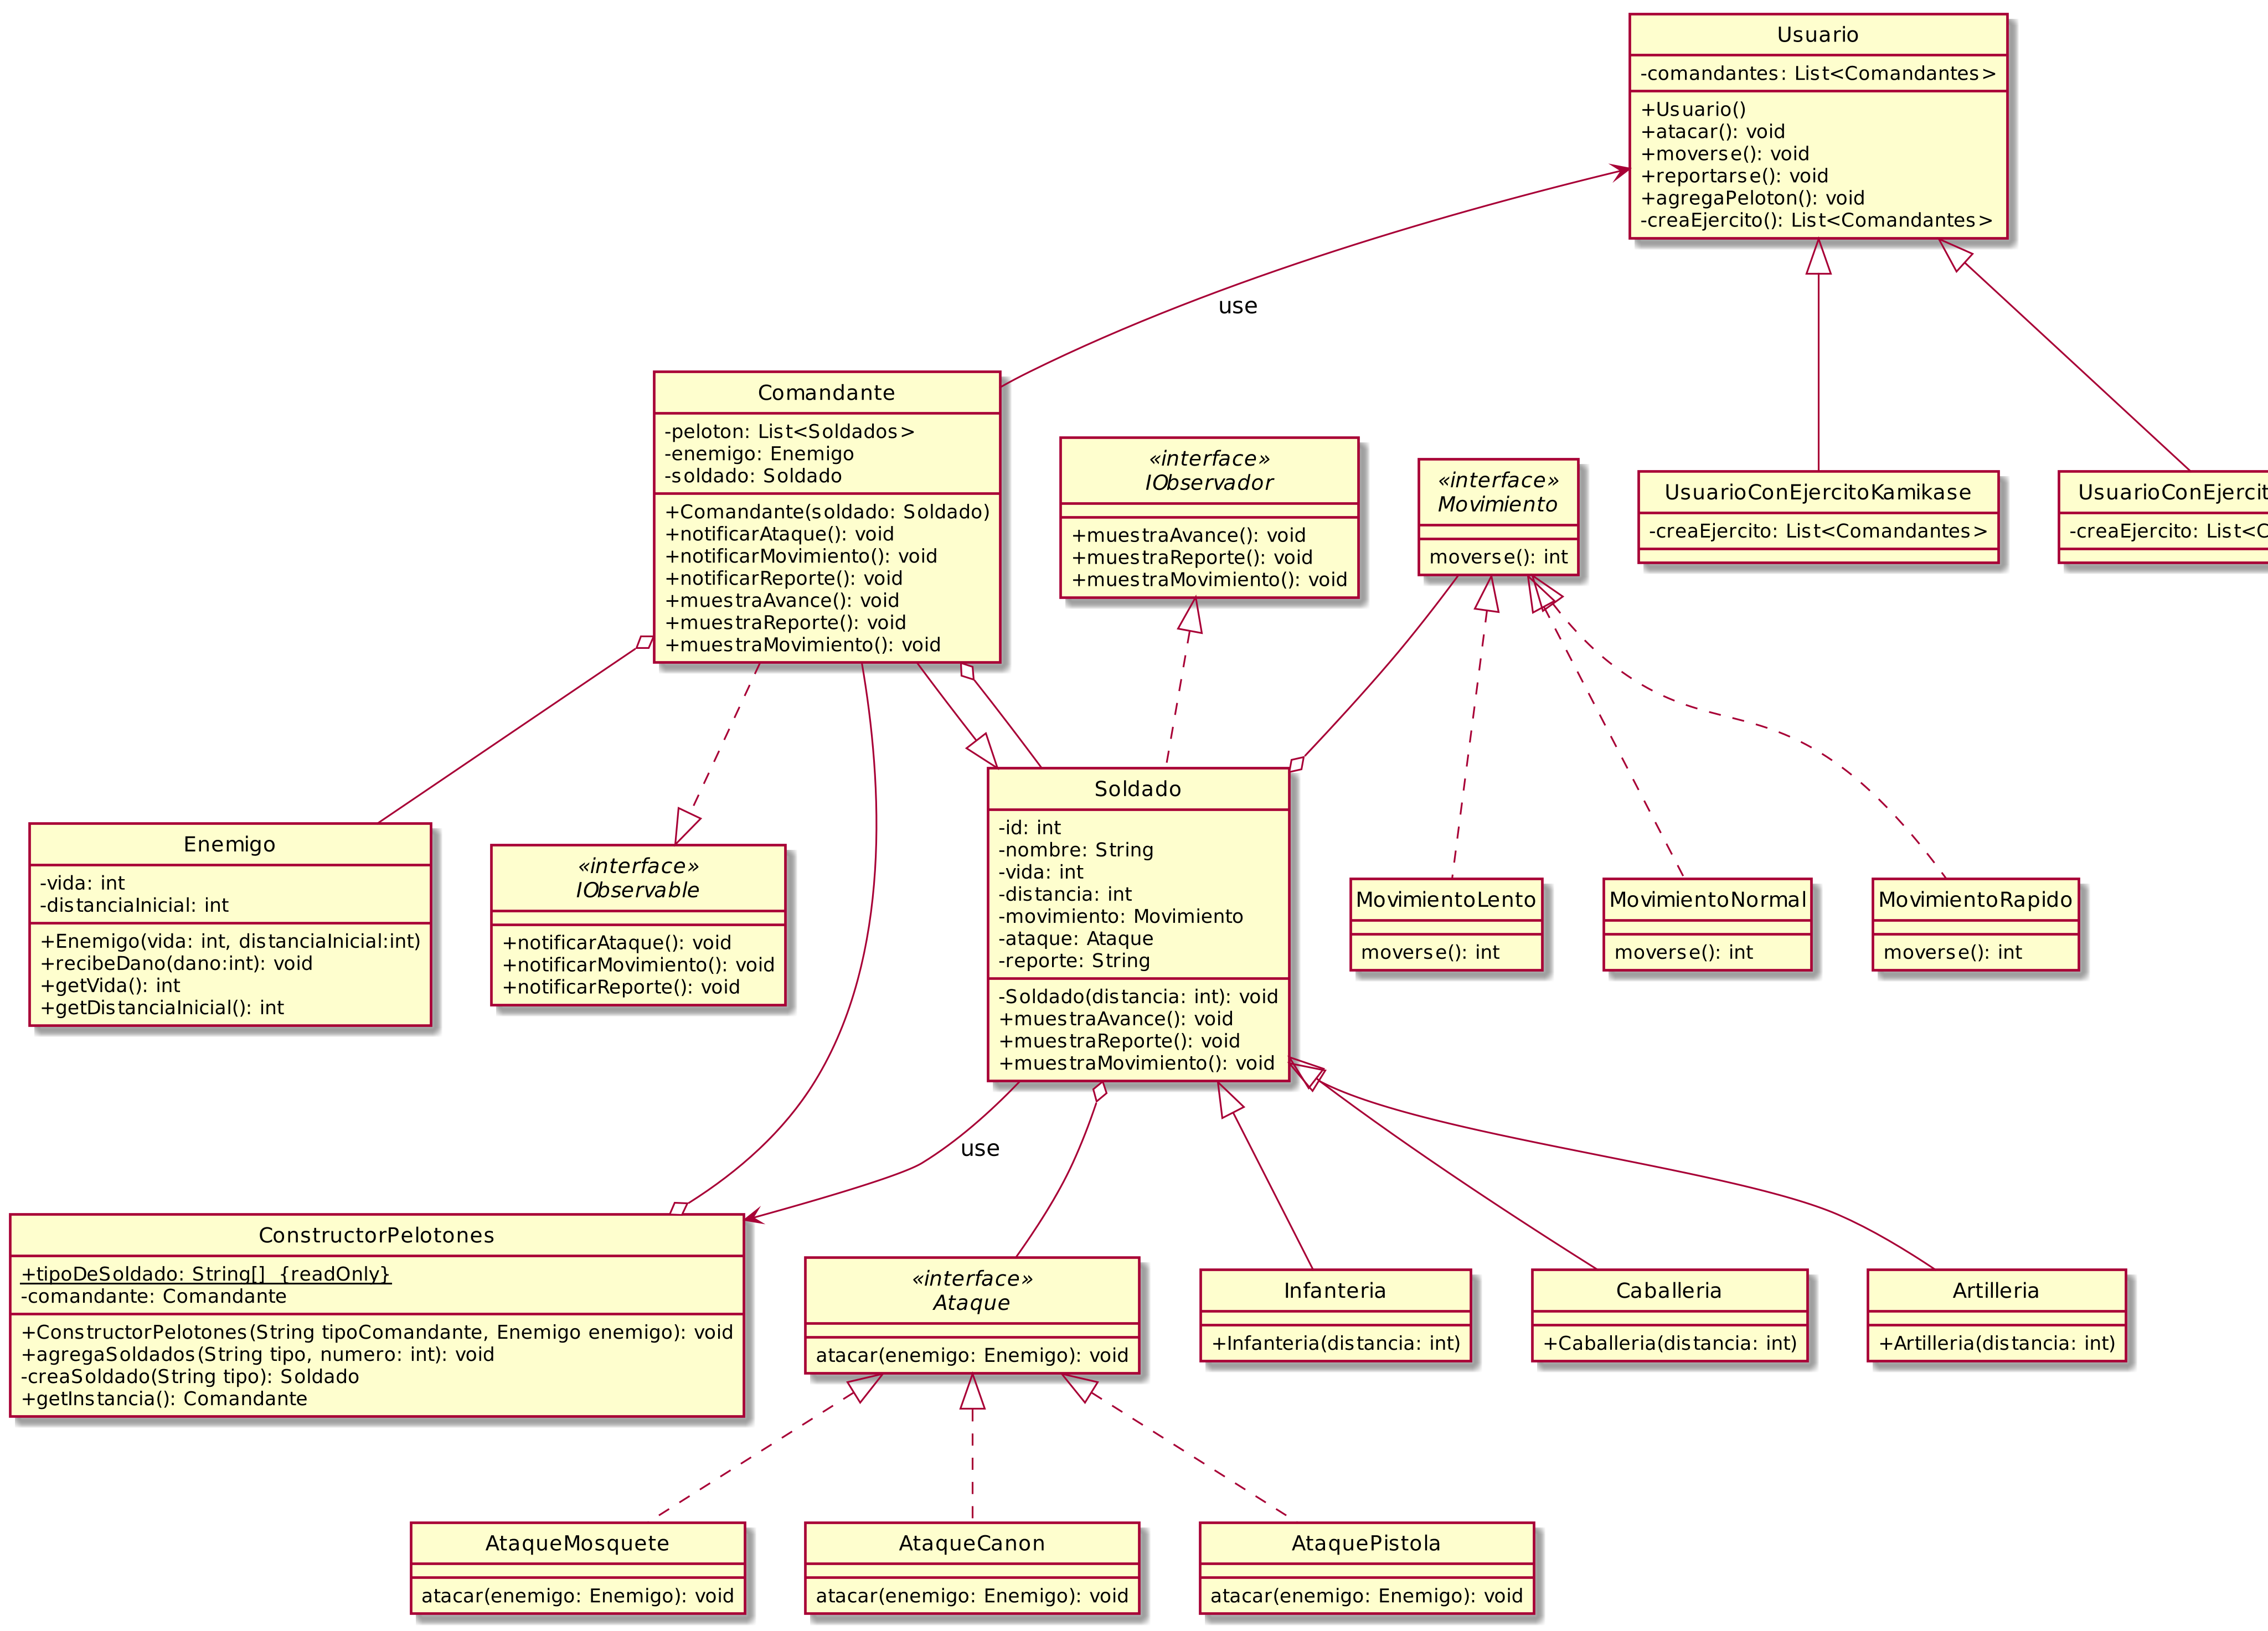 Usuario
-comandantes: List<Comandantes>
+Usuario()
+atacar(): void
+moverse(): void
+reportarse(): void
+agregaPeloton(): void
-creaEjercito(): List<Comandantes>
use
Comandante
-peloton: List<Soldados>
-enemigo: Enemigo
-soldado: Soldado
+Comandante(soldado: Soldado)
+notificarAtaque(): void
+notificarMovimiento(): void
+notificarReporte(): void
+muestraAvance(): void
+muestraReporte(): void
+muestraMovimiento(): void
«interface»
IObservador
+muestraAvance(): void
+muestraReporte(): void
+muestraMovimiento(): void
«interface»
Movimiento
moverse(): int
UsuarioConEjercitoKamikase
-creaEjercito: List<Comandantes>
UsuarioConEjercit
-creaEjercito: List<C
Enemigo
-vida: int
-distanciaInicial: int
+Enemigo(vida: int, distanciaInicial:int)
+recibeDano(dano:int): void
+getVida(): int
+getDistanciaInicial(): int
«interface»
IObservable
+notificarAtaque(): void
+notificarMovimiento(): void
+notificarReporte(): void
Soldado
-id: int
-nombre: String
-vida: int
-distancia: int
-movimiento: Movimiento
-ataque: Ataque
-reporte: String
-Soldado(distancia: int): void
+muestraAvance(): void
+muestraReporte(): void
+muestraMovimiento(): void
MovimientoLento
moverse(): int
MovimientoNormal
moverse(): int
MovimientoRapido
moverse(): int
use
ConstructorPelotones
+tipoDeSoldado: String[] {readOnly}
-comandante: Comandante
+ConstructorPelotones(String tipoComandante, Enemigo enemigo): void
+agregaSoldados(String tipo, numero: int): void
-creaSoldado(String tipo): Soldado
+getInstancia(): Comandante
«interface»
Ataque
atacar(enemigo: Enemigo): void
Infanteria
+Infanteria(distancia: int)
Caballeria
+Caballeria(distancia: int)
Artilleria
+Artilleria(distancia: int)
AtaqueMosquete
atacar(enemigo: Enemigo): void
AtaqueCanon
atacar(enemigo: Enemigo): void
AtaquePistola
atacar(enemigo: Enemigo): void